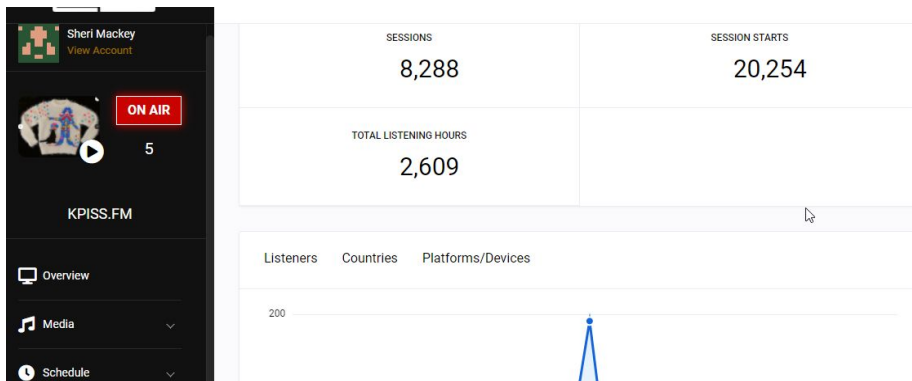 Sheri Mackey
View Account
ON AIR
5
KPISS.FM
Overview
Media
Schedule
SESSIONS
8,288
SESSION STARTS
20,254
TOTAL LISTENING HOURS
2,609
Listeners Countries Platforms/Devices
200